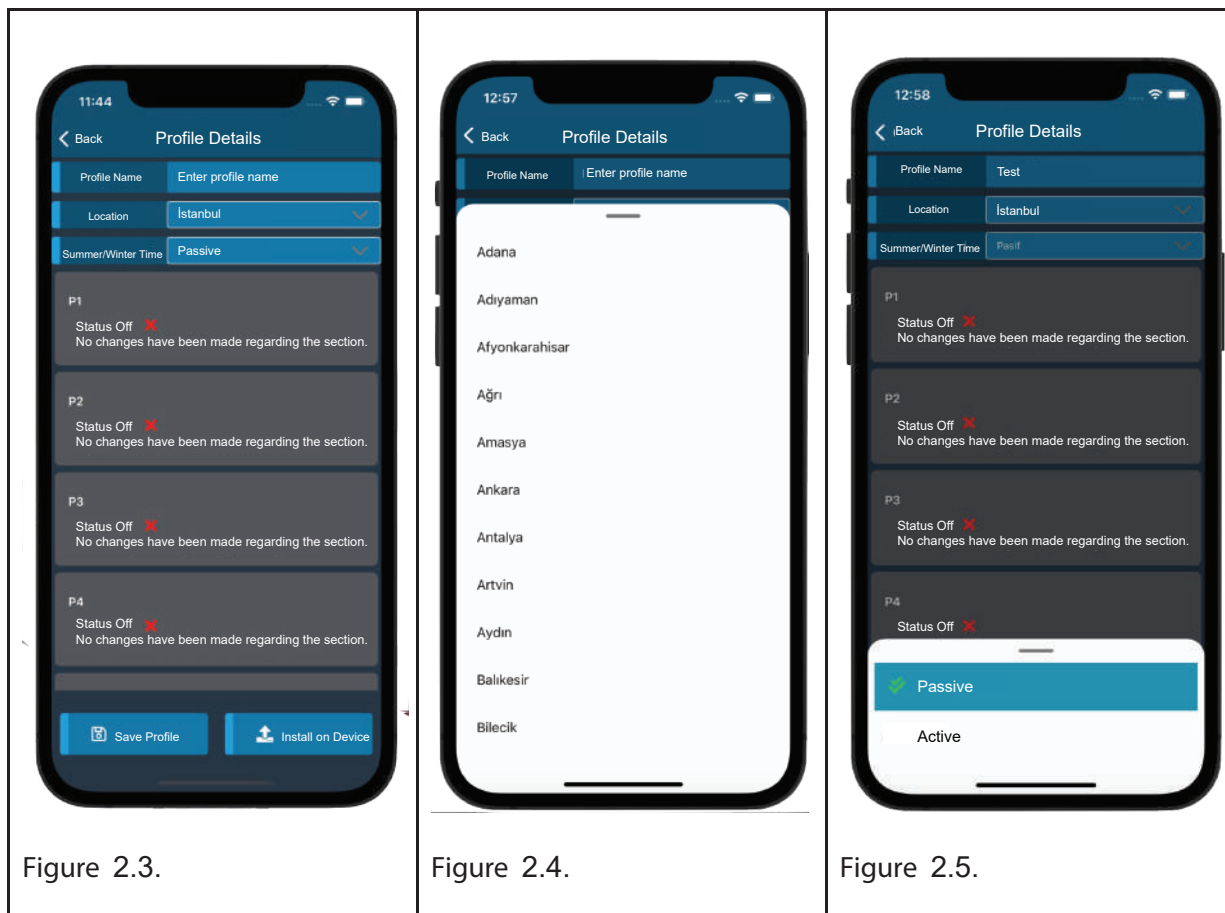 11:44
Back Profile Details
Profile Name Enter profile name
Location İstanbul
Summer/Winter Time Passive
P1
Status Off
No changes have been made regarding the section.
P2
Status Off
No changes have been made regarding the section.
P3
Status Off
No changes have been made regarding the section.
P4
Status Off
No changes have been made regarding the section.
Save Profile Install on Device
Figure 2.3.
12:57
Back Profile Details
Profile Name Enter profile name
Adana
Adıyaman
Afyonkarahisar
Ağrı
Amasya
Ankara
Antalya
Artvin
Aydın
Balıkesir
Bilecik
Figure 2.4.
12:58
Back Profile Details
Profile Name Test
Location İstanbul
Summer/Winter Time Pasif
P1
Status Off
No changes have been made regarding the section.
P2
Status Off
No changes have been made regarding the section.
P3
Status Off
No changes have been made regarding the section.
P4
Status Off
Passive
Active
Figure 2.5.